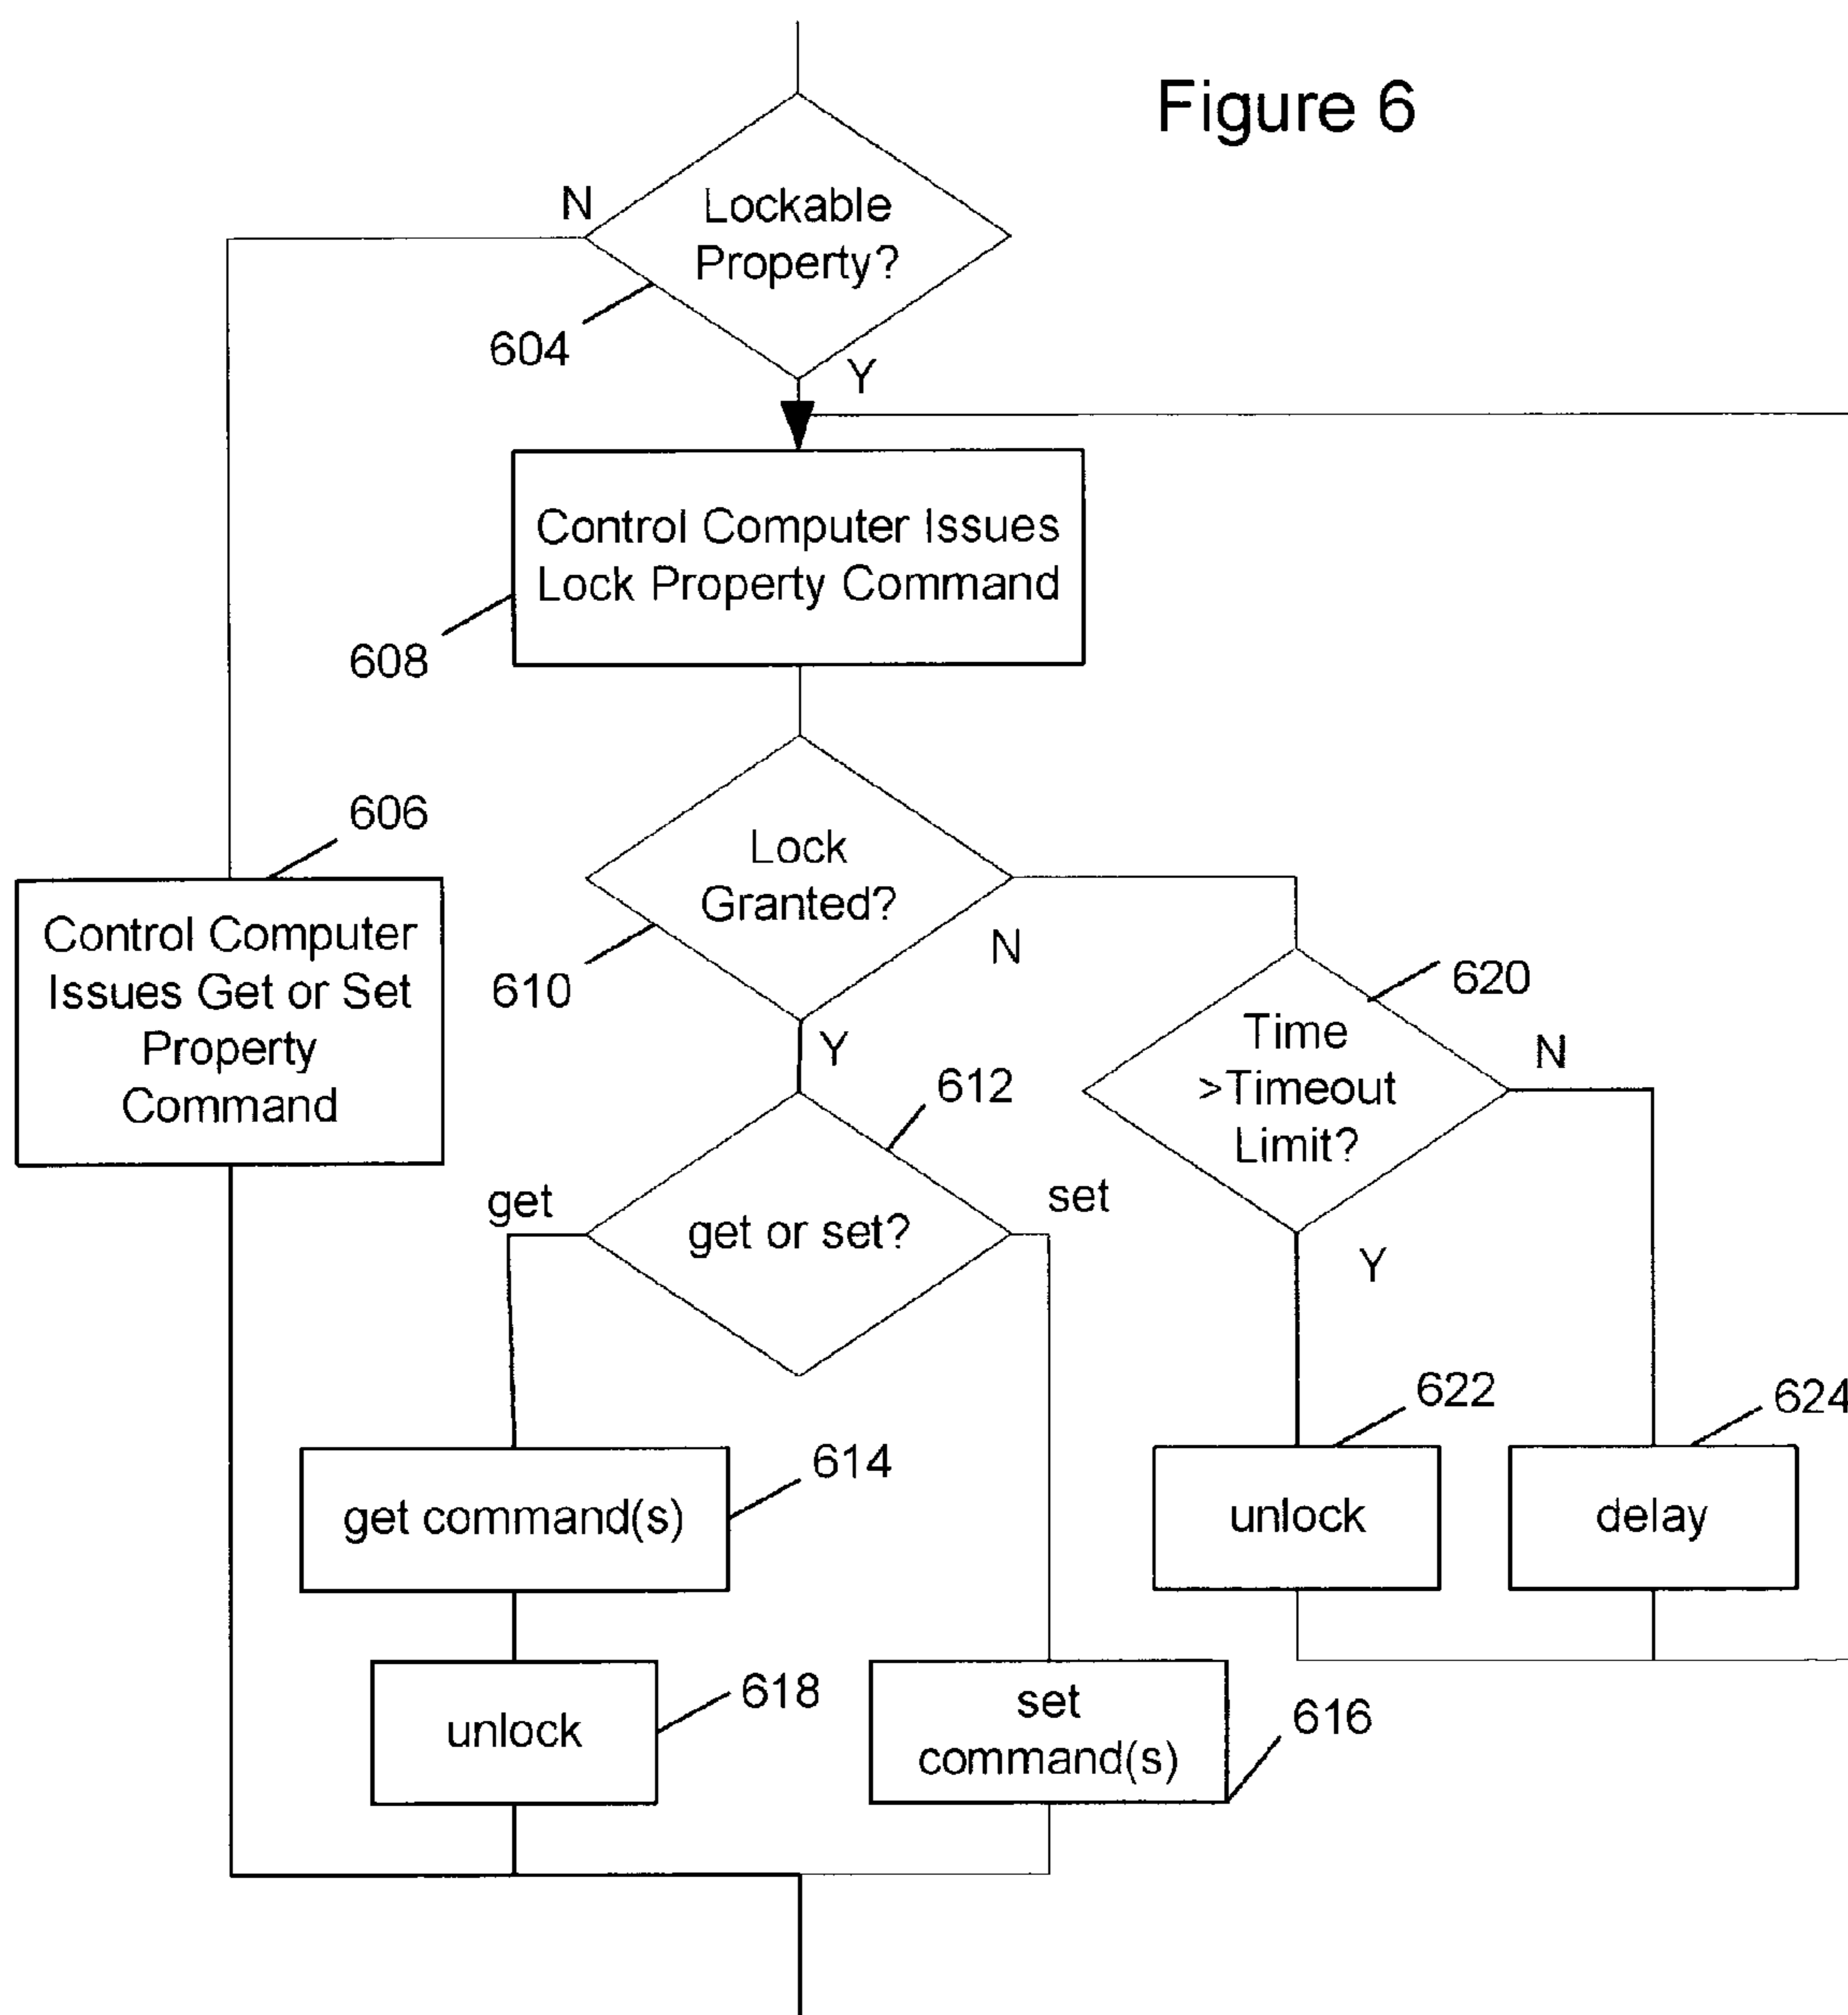 Figure 6
N
Lockable
Property?
604
Y
Control Computer Issues
Lock Property Command
608
606
Lock
Granted?
Control Computer
Issues Get or Set
Property
Command
N
610
620
Time
>Timeout
Limit?
N
Y
612
get
set
get or set?
Y
622
624
614
get command(s)
unlock
delay
618
unlock
set
command(s)
616